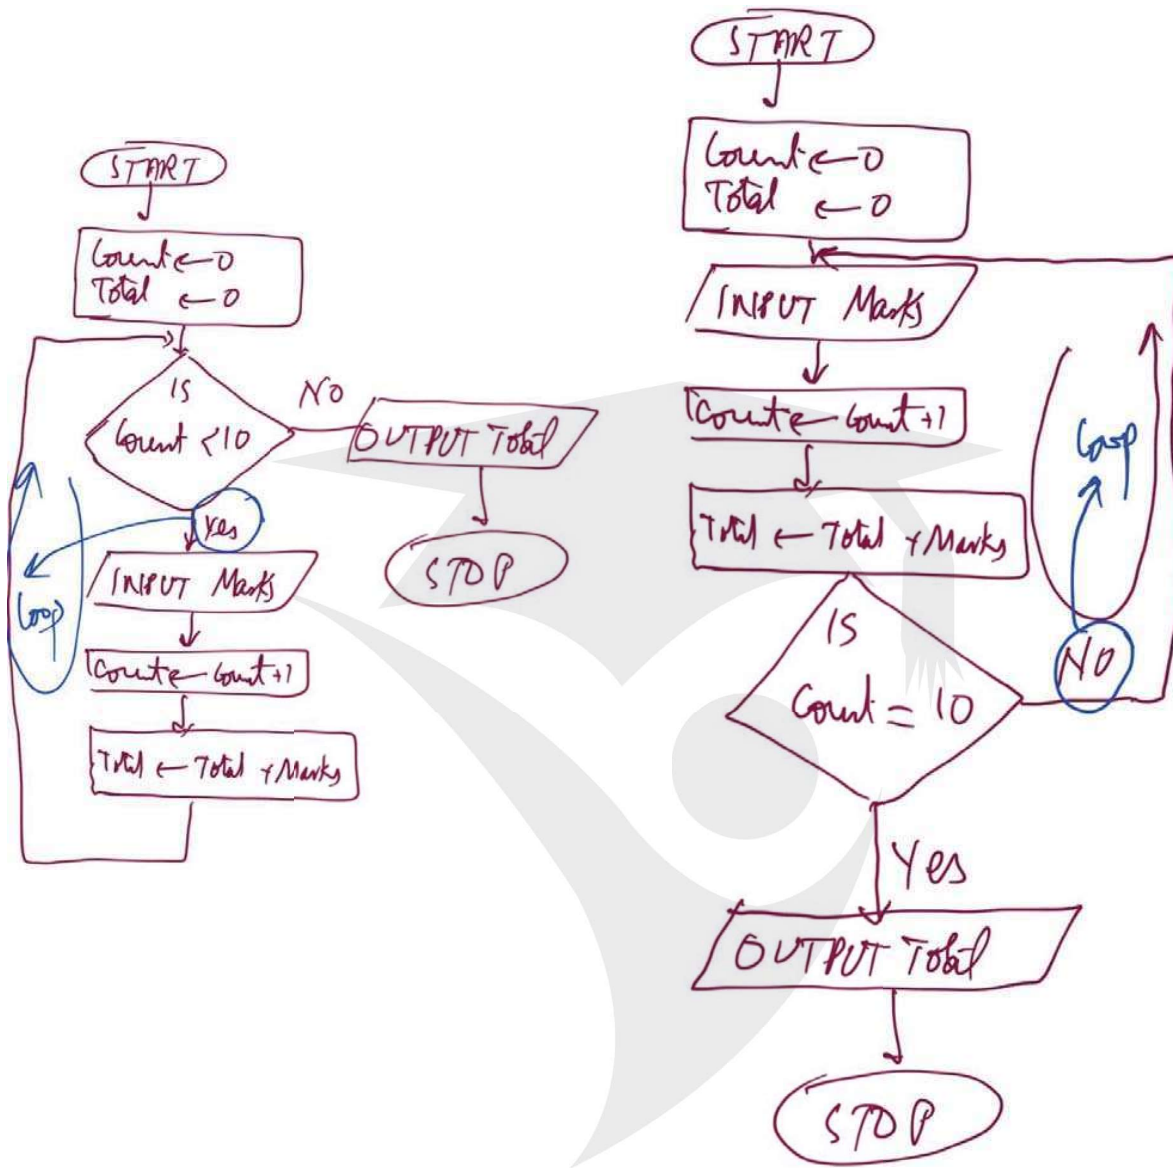 START
Count ← 0
Total ← 0
IS
Count < 10
NO
OUTPUT Total
STOP
Yes
Loop
INPUT Marks
Count ← Count +1
Total ← Total + Marks
START
Count ← 0
Total ← 0
INPUT Marks
Count ← Count +1
Total ← Total + Marks
Loop
IS
Count = 10
NO
Yes
OUTPUT Total
STOP